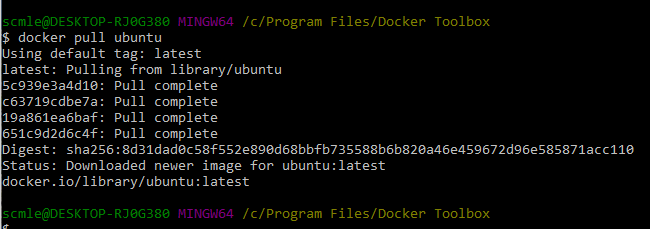 scmle@DESKTOP-RJ0G380 MINGW64 /c/Program Files/Docker Toolbox
$ docker pull ubuntu
Using default tag: latest
latest: Pulling from library/ubuntu
5c939e3a4d10: Pull complete
c63719cdbe7a: Pull complete
19a861ea6baf: Pull complete
651c9d2d6c4f: Pull complete
Digest: sha256:8d31dad0c58f552e890d68bbfb735588b6b820a46e459672d96e585871acc110
Status: Downloaded newer image for ubuntu:latest
docker.io/library/ubuntu:latest
scmle@DESKTOP-RJ0G380 MINGW64 /c/Program Files/Docker Toolbox
$